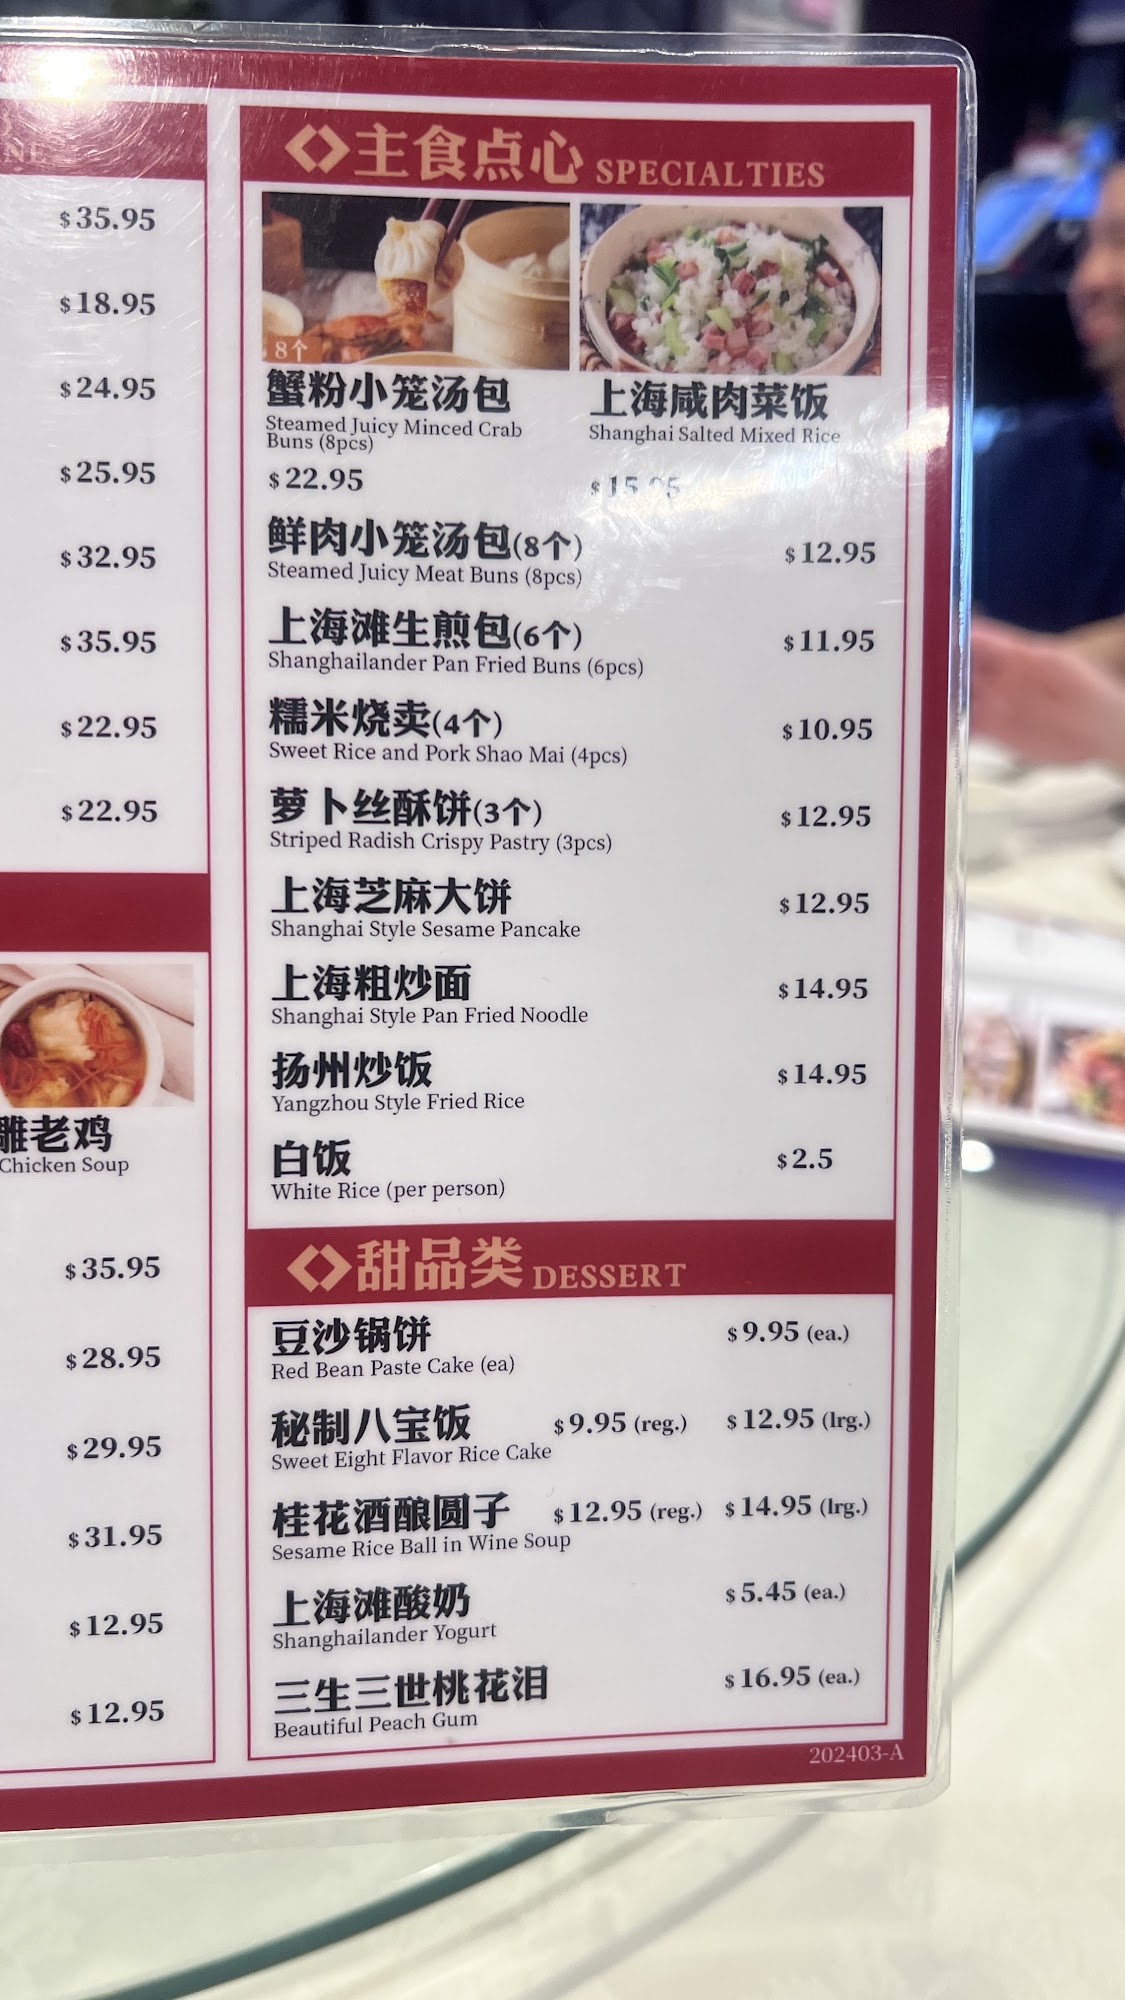 NE
$35.95
$18.95
$24.95
$25.95
$32.95
$35.95
$22.95
$22.95
雕老鸡
Chicken Soup
$35.95
$28.95
$29.95
$31.95
$12.95
$12.95
主食点心 SPECIALTIES
8个
蟹粉小笼汤包
Steamed Juicy Minced Crab
Buns (8pcs)
$22.95
上海咸肉菜饭
Shanghai Salted Mixed Rice
$15.95
鲜肉小笼汤包(8个) $12.95
Steamed Juicy Meat Buns (8pcs)
上海滩生煎包(6个) $11.95
Shanghailander Pan Fried Buns (6pcs)
糯米烧卖(4个) $10.95
Sweet Rice and Pork Shao Mai (4pcs)
萝卜丝酥饼(3个) $12.95
Striped Radish Crispy Pastry (3pcs)
上海芝麻大饼 $12.95
Shanghai Style Sesame Pancake
上海粗炒面 $14.95
Shanghai Style Pan Fried Noodle
扬州炒饭 $14.95
Yangzhou Style Fried Rice
白饭 $2.5
White Rice (per person)
甜品类 DESSERT
豆沙锅饼 $9.95 (ea.)
Red Bean Paste Cake (ea)
秘制八宝饭 $9.95 (reg.) $12.95 (lrg.)
Sweet Eight Flavor Rice Cake
桂花酒酿圆子 $12.95 (reg.) $14.95 (lrg.)
Sesame Rice Ball in Wine Soup
上海滩酸奶 $5.45 (ea.)
Shanghailander Yogurt
三生三世桃花泪 $16.95 (ea.)
Beautiful Peach Gum
202403-A